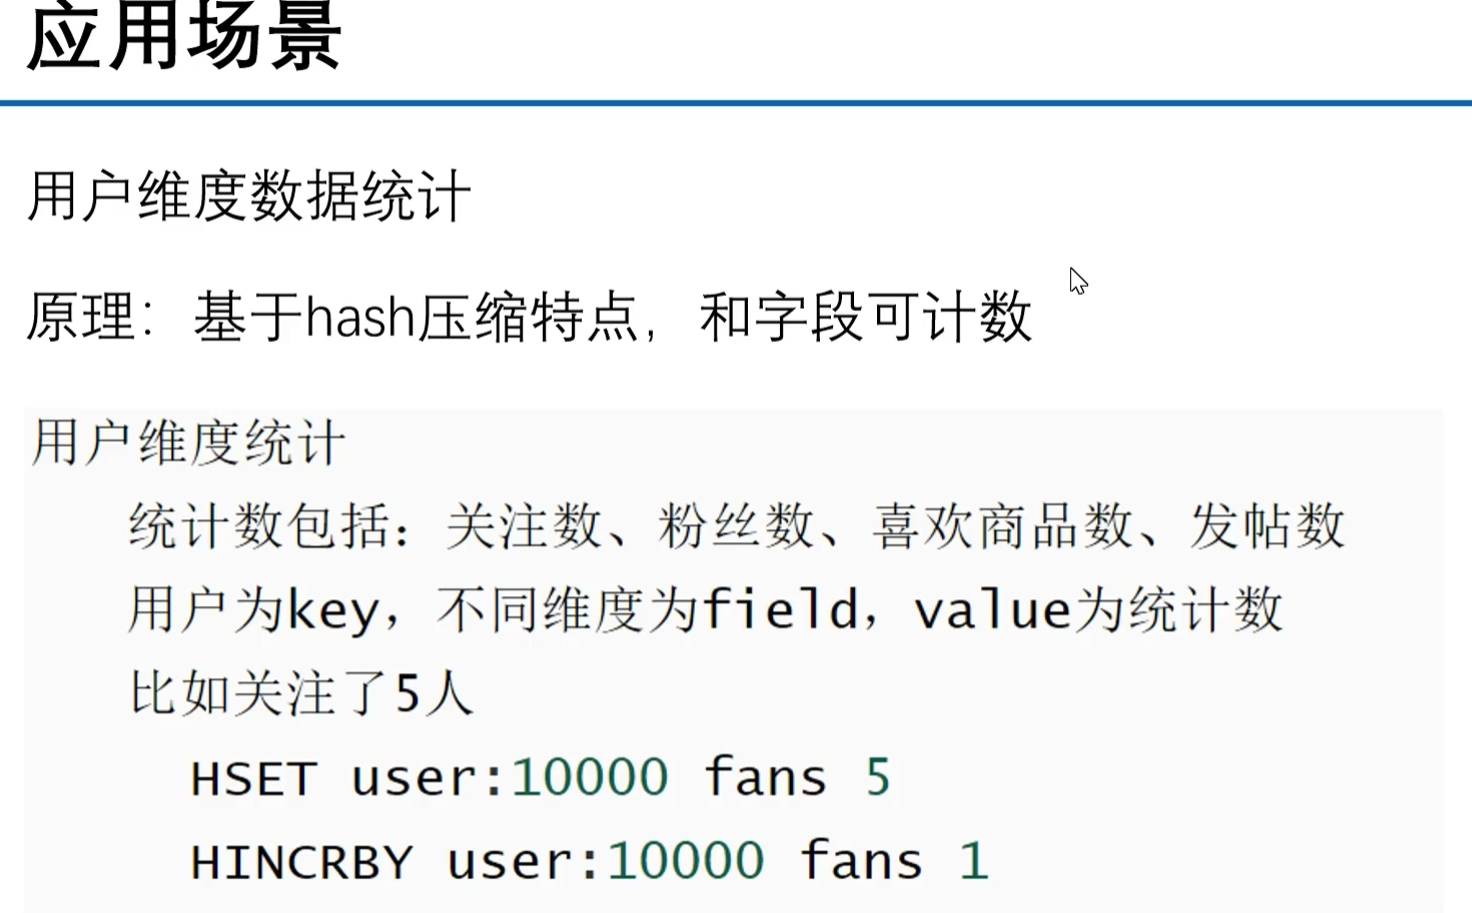 应用场景
用户维度数据统计
原理：基于hash压缩特点，和字段可计数
用户维度统计
统计数包括：关注数、粉丝数、喜欢商品数、发帖数
用户为key，不同维度为field，value为统计数
比如关注了5人
HSET user:10000 fans 5
HINCRBY user:10000 fans 1